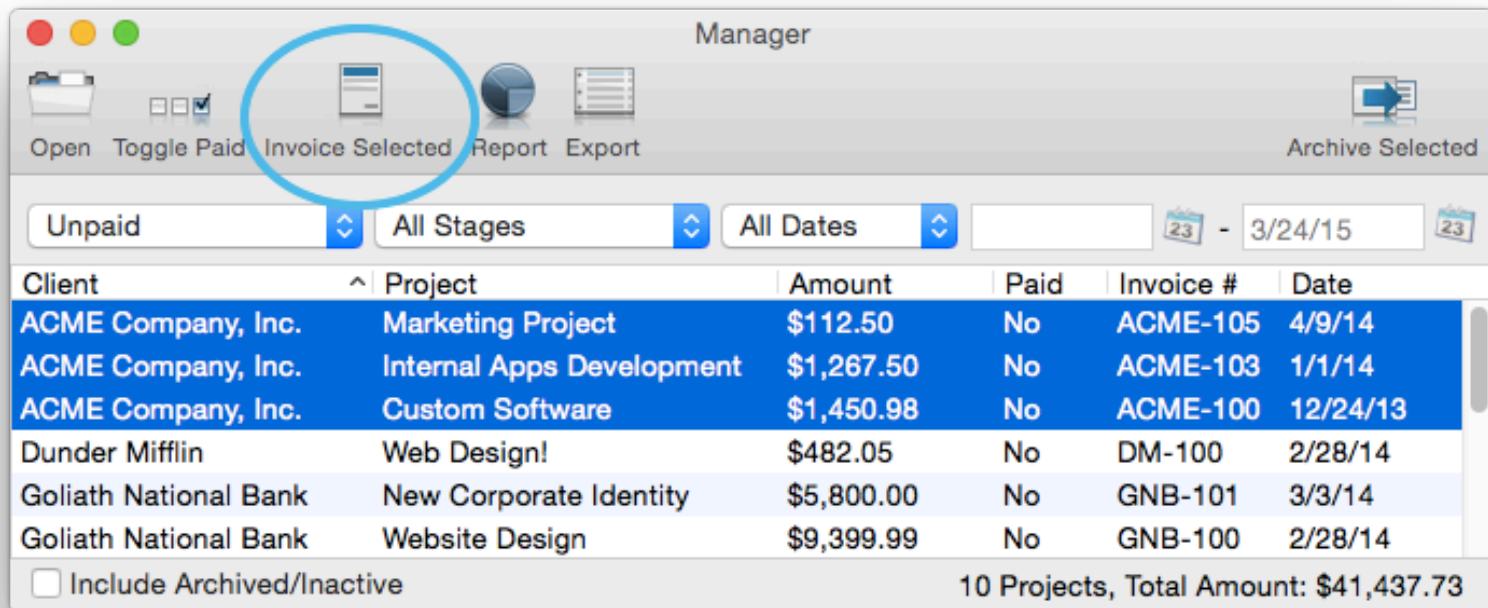 Manager
Open Toggle Paid Invoice Selected Report Export Archive Selected
Unpaid All Stages All Dates 23 - 3/24/15 23
Client Project Amount Paid Invoice # Date
ACME Company, Inc. Marketing Project $112.50 No ACME-105 4/9/14
ACME Company, Inc. Internal Apps Development $1,267.50 No ACME-103 1/1/14
ACME Company, Inc. Custom Software $1,450.98 No ACME-100 12/24/13
Dunder Mifflin Web Design! $482.05 No DM-100 2/28/14
Goliath National Bank New Corporate Identity $5,800.00 No GNB-101 3/3/14
Goliath National Bank Website Design $9,399.99 No GNB-100 2/28/14
Include Archived/Inactive 10 Projects, Total Amount: $41,437.73